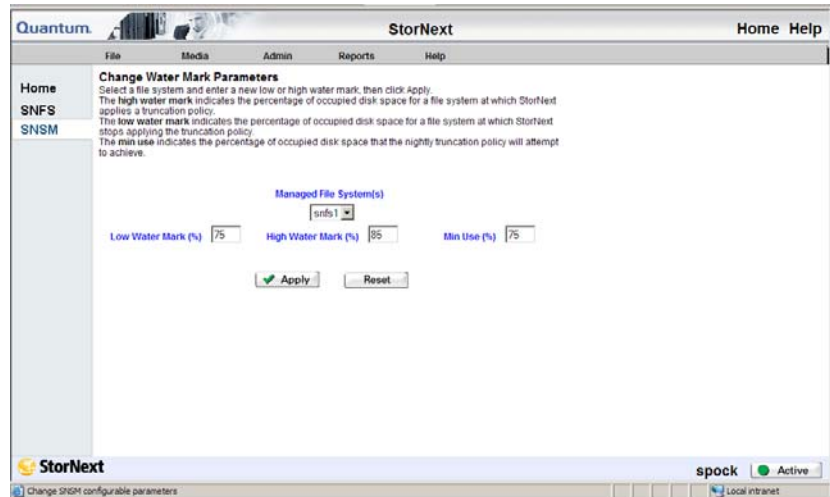 Quantum.
StorNext
Home Help
File Media Admin Reports Help
Home
SNFS
SNSM
Change Water Mark Parameters
Select a file system and enter a new low or high water mark, then click Apply.
The high water mark indicates the percentage of occupied disk space for a file system at which StorNext
applies a truncation policy.
The low water mark indicates the percentage of occupied disk space for a file system at which StorNext
stops applying the truncation policy.
The min use indicates the percentage of occupied disk space that the nightly truncation policy will attempt
to achieve.
Managed File System(s)
snfs1
Low Water Mark (%) 75 High Water Mark (%) 85 Min Use (%) 75
Apply Reset
StorNext
spock Active
Change SNSM configurable parameters
Local intranet